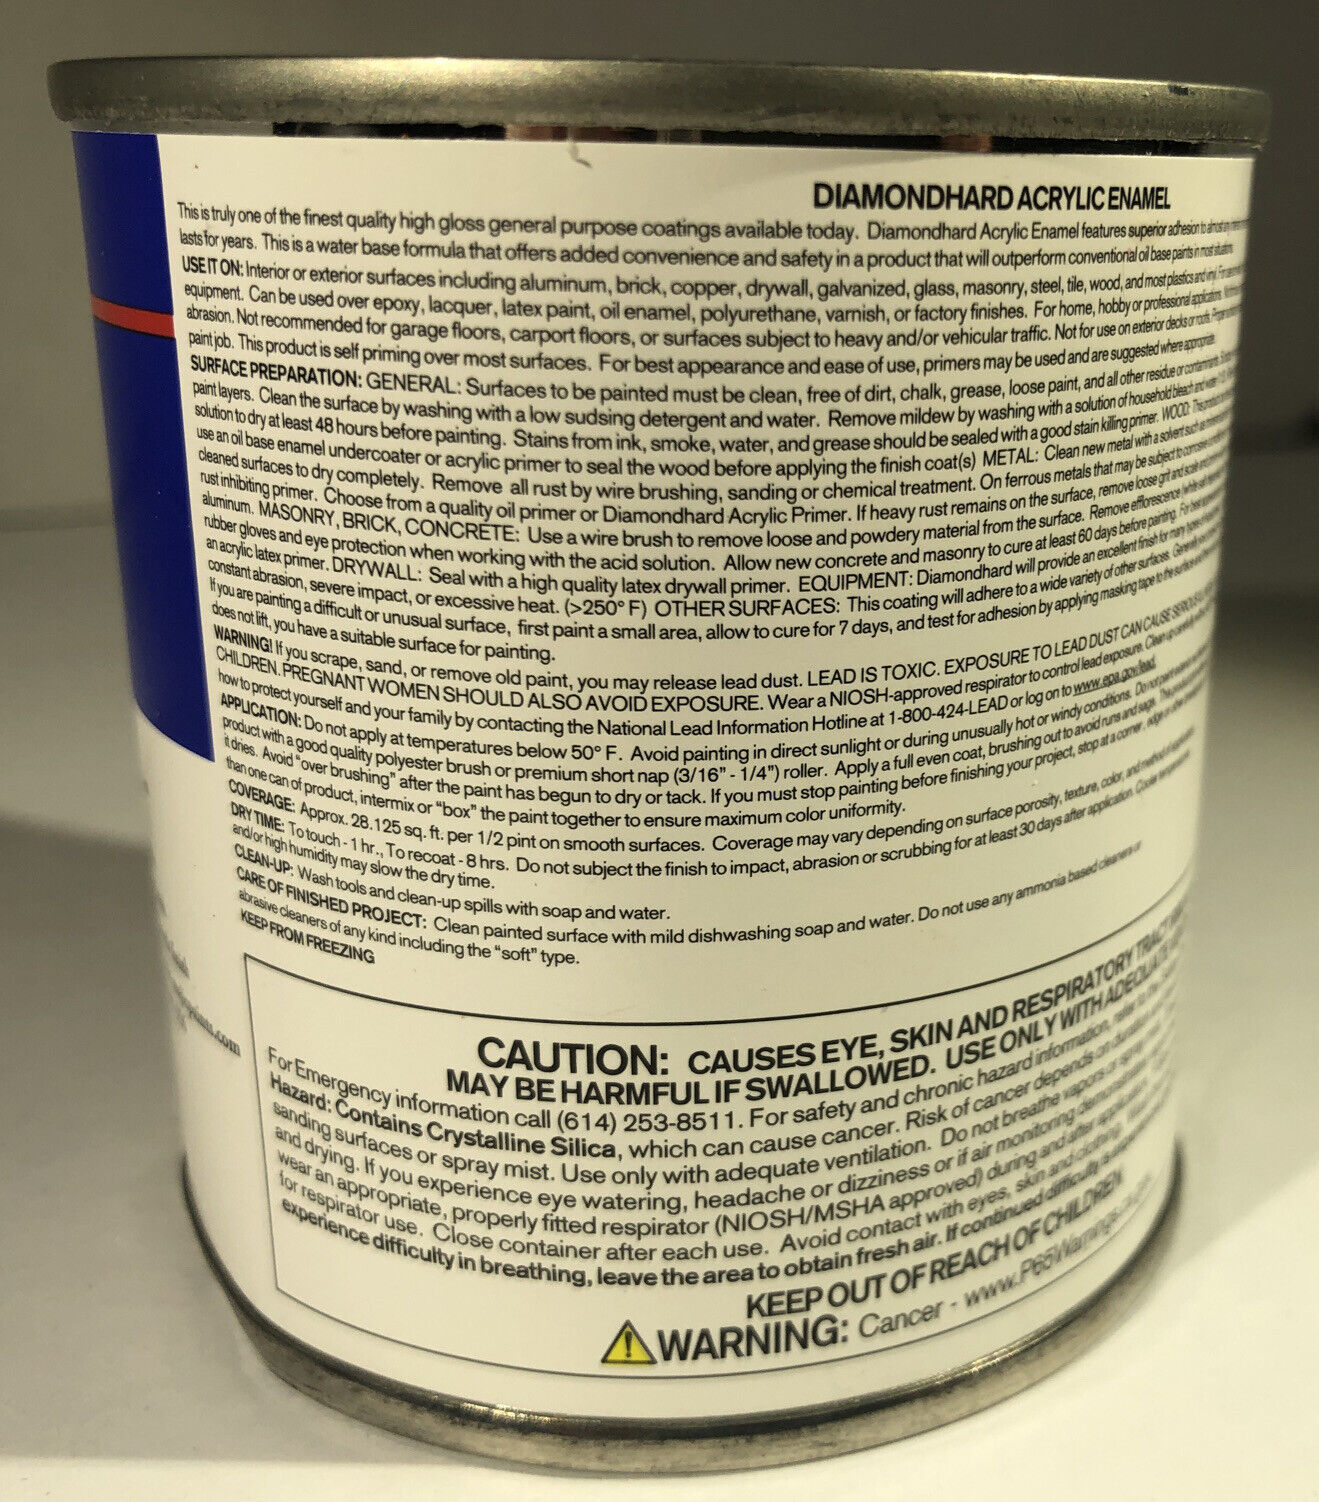 DIAMONDHARD ACRYLIC ENAMEL
This is truly one of the finest quality high gloss general purpose coatings available today. Diamondhard Acrylic Enamel features superior adhesion to almost any
lasts for years. This is a water base formula that offers added convenience and safety in a product that will outperform conventional oil base paints in most situations.
USE IT ON: Interior or exterior surfaces including aluminum, brick, copper, drywall, galvanized, glass, masonry, steel, tile, wood, and most plastics and vinyl.
equipment. Can be used over epoxy, lacquer, latex paint, oil enamel, polyurethane, varnish, or factory finishes. For home, hobby or professional applications.
abrasion. Not recommended for garage floors, carport floors, or surfaces subject to heavy and/or vehicular traffic. Not for use on exterior decks or roofs.
paint job. This product is self priming over most surfaces. For best appearance and ease of use, primers may be used and are suggested where appropriate.
SURFACE PREPARATION: GENERAL: Surfaces to be painted must be clean, free of dirt, chalk, grease, loose paint, and all other residue or contaminants.
paint layers. Clean the surface by washing with a low sudsing detergent and water. Remove mildew by washing with a solution of household bleach and water
solution to dry at least 48 hours before painting. Stains from ink, smoke, water, and grease should be sealed with a good stain killing primer. WOOD: This product
use an oil base enamel undercoater or acrylic primer to seal the wood before applying the finish coat(s) METAL: Clean new metal with a solvent such as
cleaned surfaces to dry completely. Remove all rust by wire brushing, sanding or chemical treatment. On ferrous metals that may be subject to corrosive
rust inhibiting primer. Choose from a quality oil primer or Diamondhard Acrylic Primer. If heavy rust remains on the surface, remove loose grit and scale and
aluminum. MASONRY, BRICK, CONCRETE: Use a wire brush to remove loose and powdery material from the surface. Remove efflorescence (white salt
rubber gloves and eye protection when working with the acid solution. Allow new concrete and masonry to cure at least 60 days before painting. For best
an acrylic latex primer. DRYWALL: Seal with a high quality latex drywall primer. EQUIPMENT: Diamondhard will provide an excellent finish for many types of
constant abrasion, severe impact, or excessive heat. (>250° F) OTHER SURFACES: This coating will adhere to a wide variety of other surfaces. Generally
If you are painting a difficult or unusual surface, first paint a small area, allow to cure for 7 days, and test for adhesion by applying masking tape to the surface
does not lift, you have a suitable surface for painting.
WARNING! If you scrape, sand, or remove old paint, you may release lead dust. LEAD IS TOXIC. EXPOSURE TO LEAD DUST CAN CAUSE SERIOUS
CHILDREN. PREGNANT WOMEN SHOULD ALSO AVOID EXPOSURE. Wear a NIOSH-approved respirator to control lead exposure. Clean up carefully
how to protect yourself and your family by contacting the National Lead Information Hotline at 1-800-424-LEAD or log on to www.epa.gov/lead.
APPLICATION: Do not apply at temperatures below 50° F. Avoid painting in direct sunlight or during unusually hot or windy conditions. Do not
product with a good quality polyester brush or premium short nap (3/16" - 1/4") roller. Apply a full even coat, brushing out to avoid runs and sags. This product
it dries. Avoid "over brushing" after the paint has begun to dry or tack. If you must stop painting before finishing your project, stop at a corner, edge or
than one can of product, intermix or "box" the paint together to ensure maximum color uniformity.
COVERAGE: Approx. 28.125 sq. ft. per 1/2 pint on smooth surfaces. Coverage may vary depending on surface porosity, texture, color, and method of
DRY TIME: To touch - 1 hr., To recoat - 8 hrs. Do not subject the finish to impact, abrasion or scrubbing for at least 30 days after application. Cooler temperatures
and/or high humidity may slow the dry time.
CLEAN-UP: Wash tools and clean-up spills with soap and water.
CARE OF FINISHED PROJECT: Clean painted surface with mild dishwashing soap and water. Do not use any ammonia based cleaners or
abrasive cleaners of any kind including the "soft" type.
KEEP FROM FREEZING
CAUTION: CAUSES EYE, SKIN AND RESPIRATORY TRACT
MAY BE HARMFUL IF SWALLOWED. USE ONLY WITH ADEQUATE
For Emergency information call (614) 253-8511. For safety and chronic hazard information, refer to the
Hazard: Contains Crystalline Silica, which can cause cancer. Risk of cancer depends on duration
sanding surfaces or spray mist. Use only with adequate ventilation. Do not breathe vapors or spray
and drying. If you experience eye watering, headache or dizziness or if air monitoring demonstrates
wear an appropriate, properly fitted respirator (NIOSH/MSHA approved) during and after application
for respirator use. Close container after each use. Avoid contact with eyes, skin and clothing.
experience difficulty in breathing, leave the area to obtain fresh air. If continued difficulty is
KEEP OUT OF REACH OF CHILDREN
WARNING: Cancer - www.P65Warnings
.com